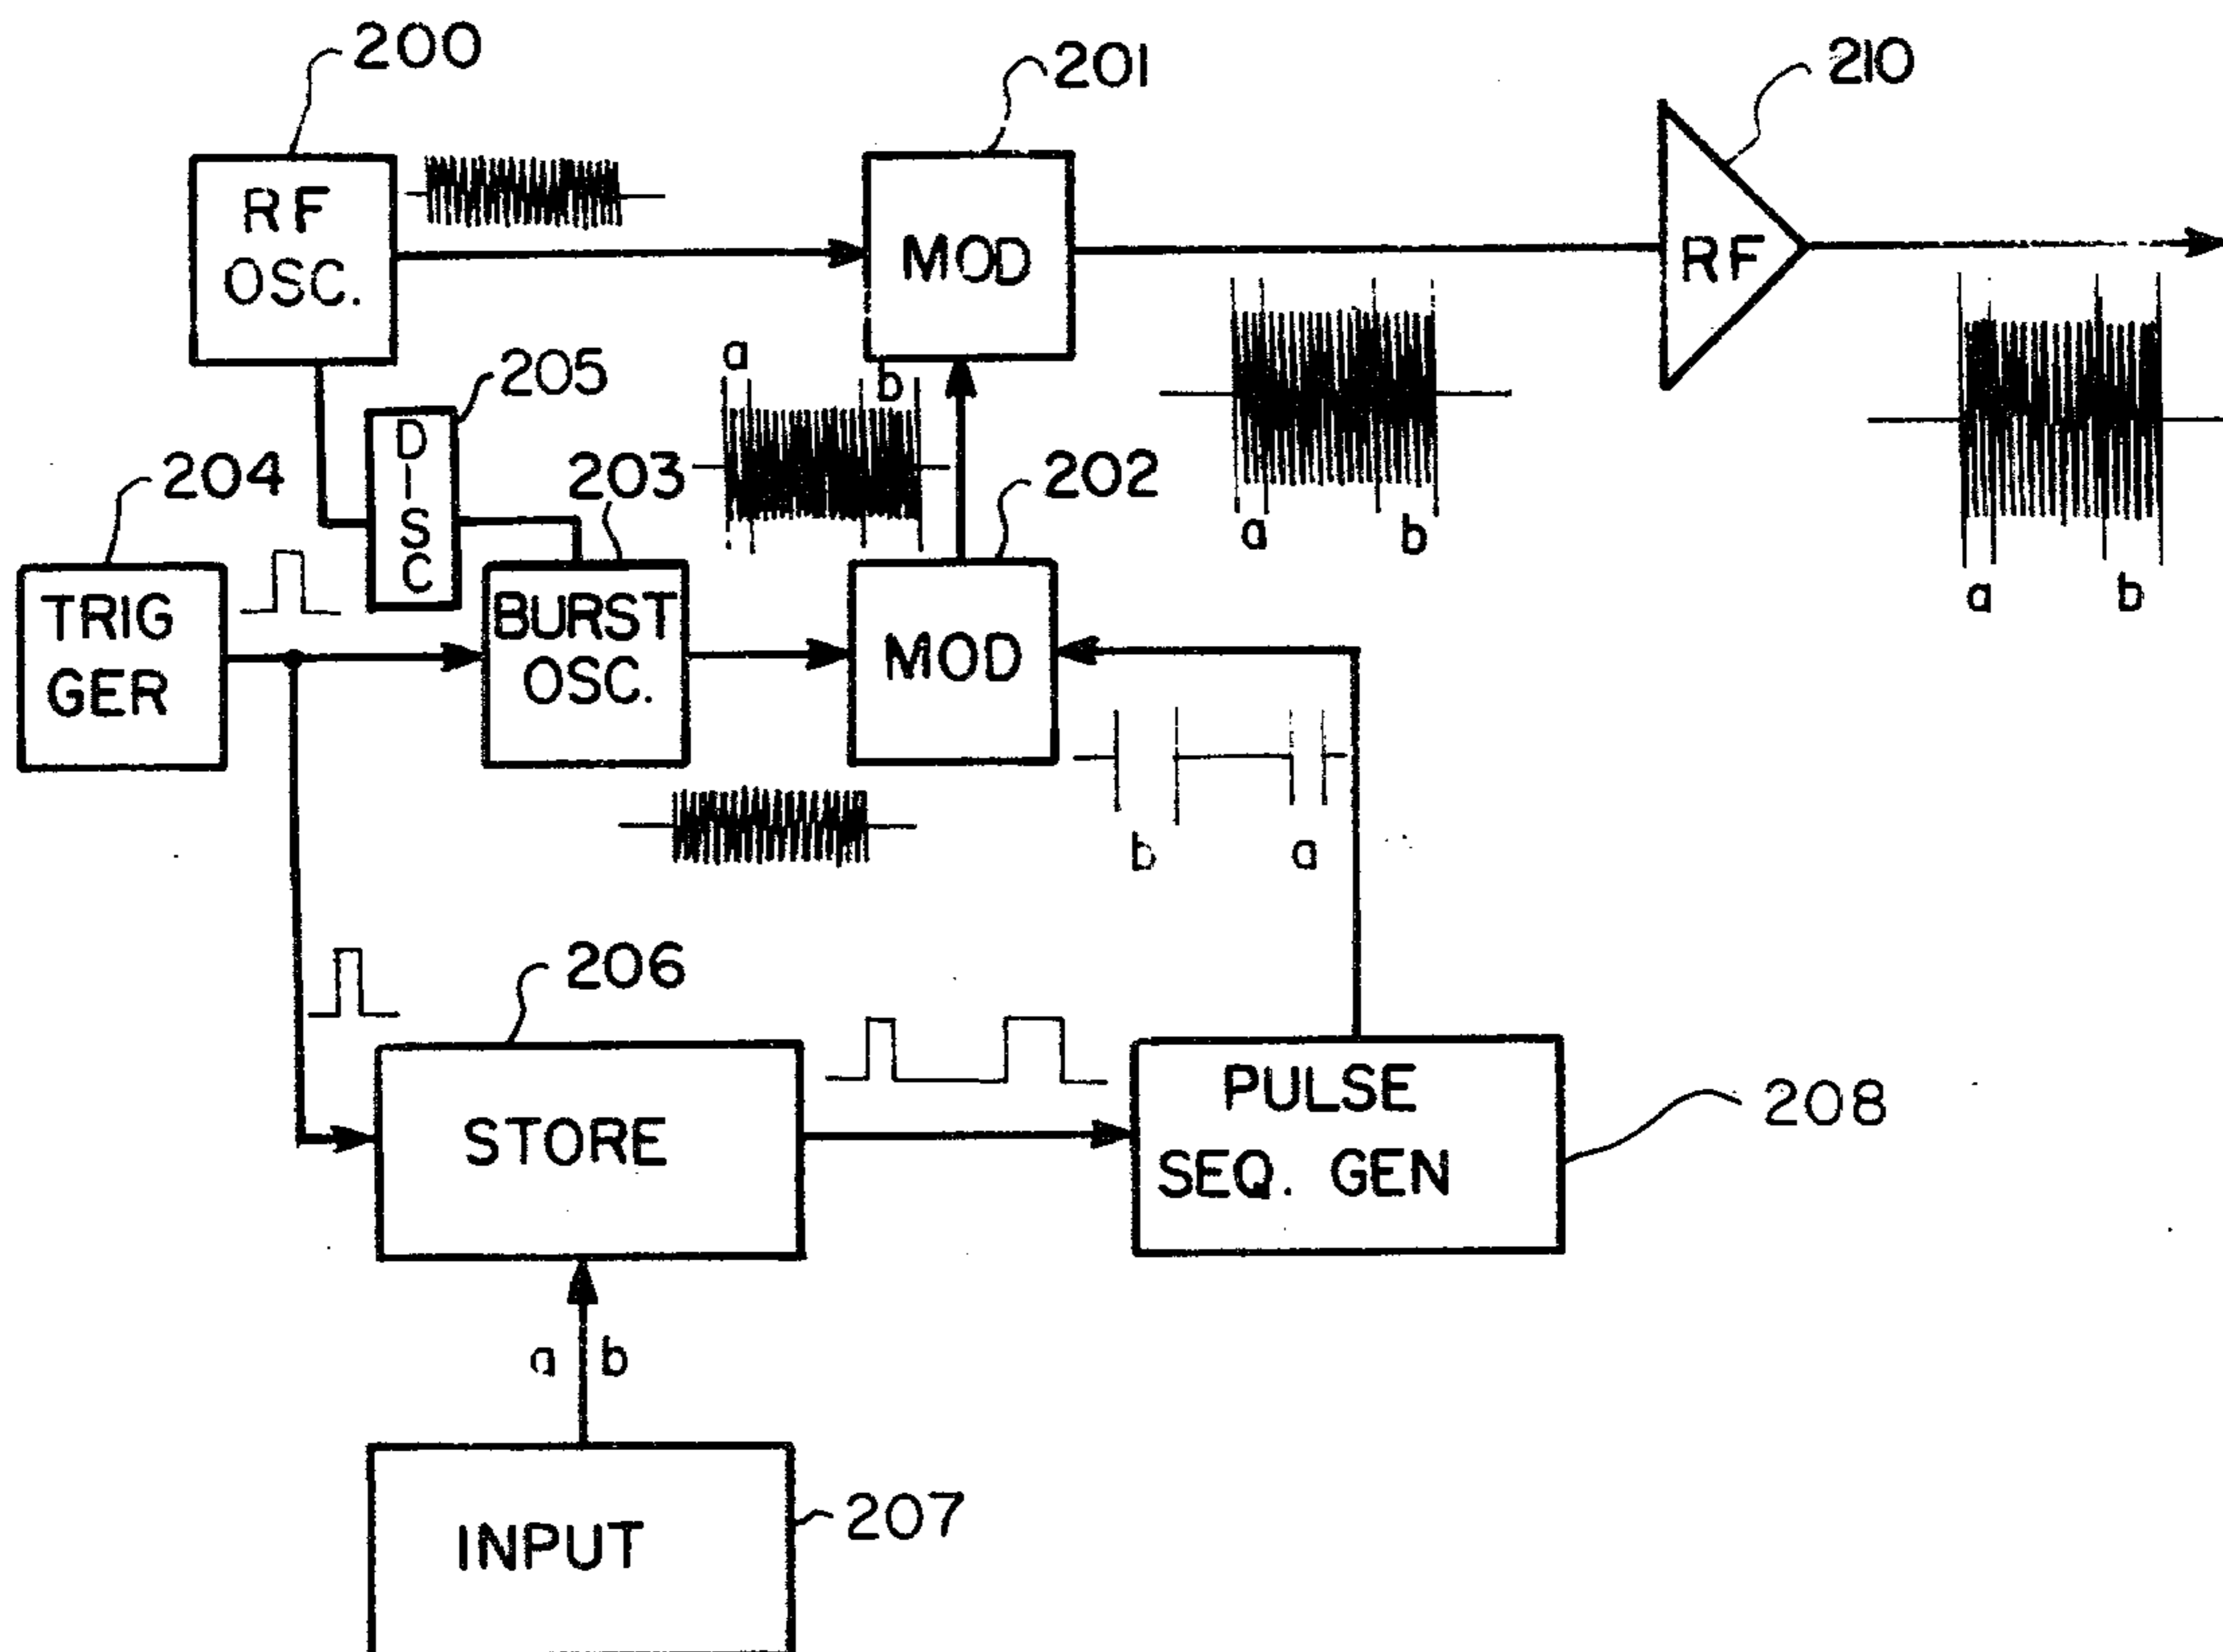 200
201
210
RF
OSC.
MOD
RF
a
b
205
D
I
S
C
204
203
202
a
b
a
b
TRIG
GER
BURST
OSC.
MOD
b
a
206
STORE
PULSE
SEQ. GEN
208
a
b
INPUT
207